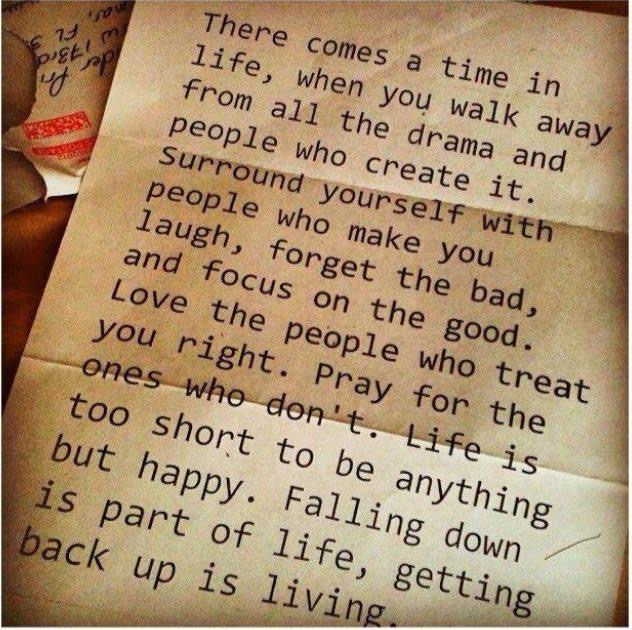 There comes a time in
life, when you walk away
from all the drama and
people who create it.
Surround yourself with
people who make you
laugh, forget the bad,
and focus on the good.
Love the people who treat
you right. Pray for the
ones who don't. Life is
too short to be anything
but happy. Falling down
is part of life, getting
back up is living.